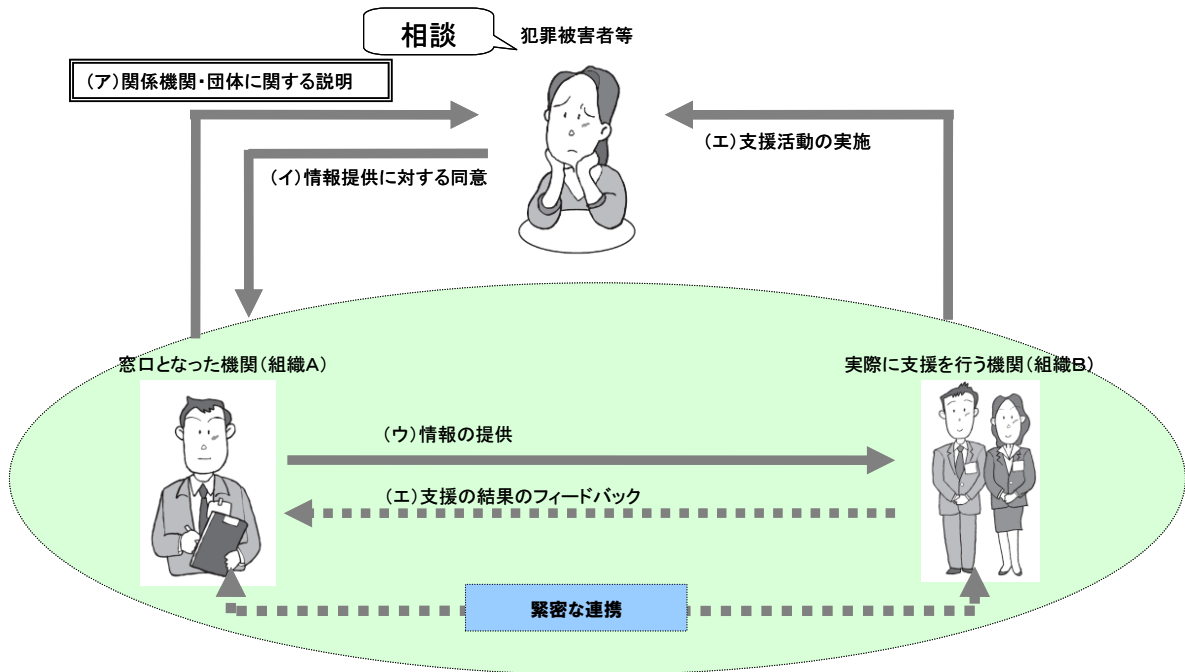 相談
犯罪被害者等
（ア）関係機関・団体に関する説明
（エ）支援活動の実施
（イ）情報提供に対する同意
窓口となった機関（組織Ａ）
実際に支援を行う機関（組織Ｂ）
（ウ）情報の提供
（エ）支援の結果のフィードバック
緊密な連携